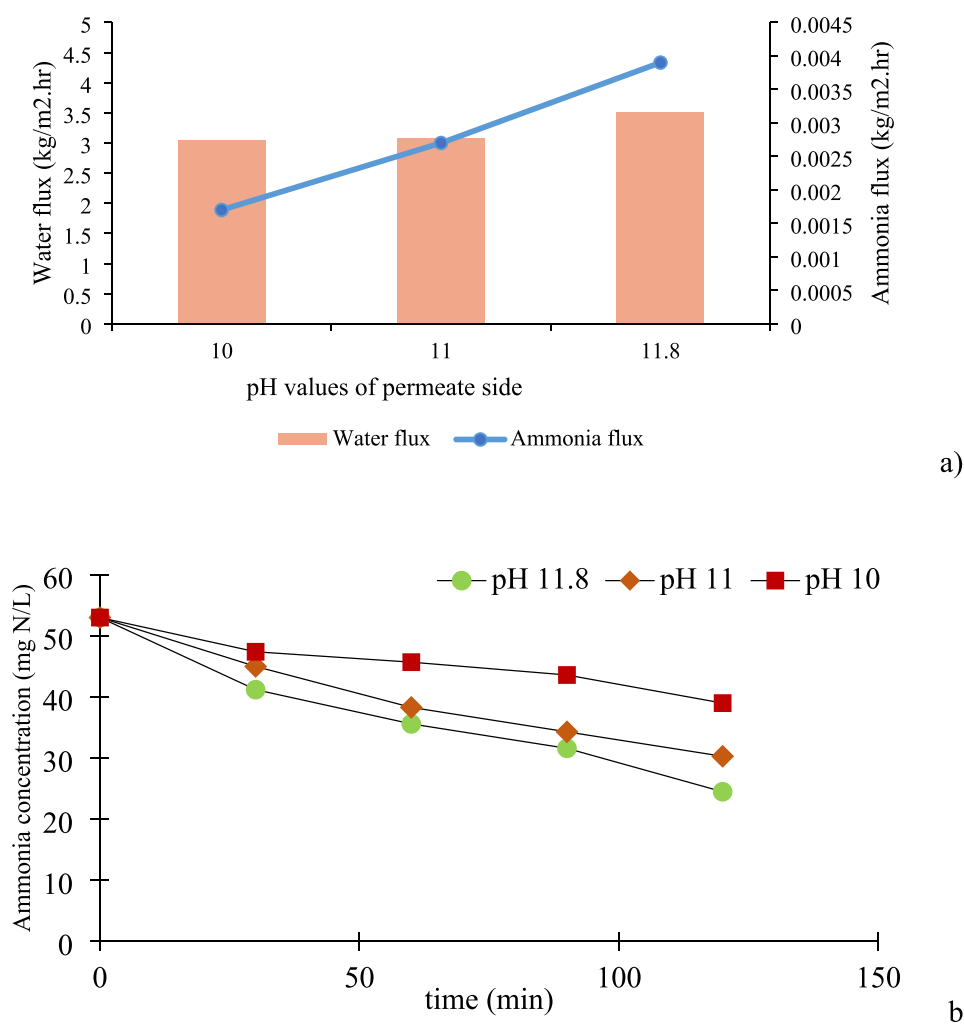 5
4.5
4
3.5
3
2.5
2
1.5
1
0.5
0
Water flux (kg/m2.hr)
0.0045
0.004
0.0035
0.003
0.0025
0.002
0.0015
0.001
0.0005
0
Ammonia flux (kg/m2.hr)
10 11 11.8
pH values of permeate side
Water flux Ammonia flux
a)
pH 11.8 pH 11 pH 10
60
50
40
30
20
10
0
Ammonia concentration (mg N/L)
0 50 100 150
time (min)
b